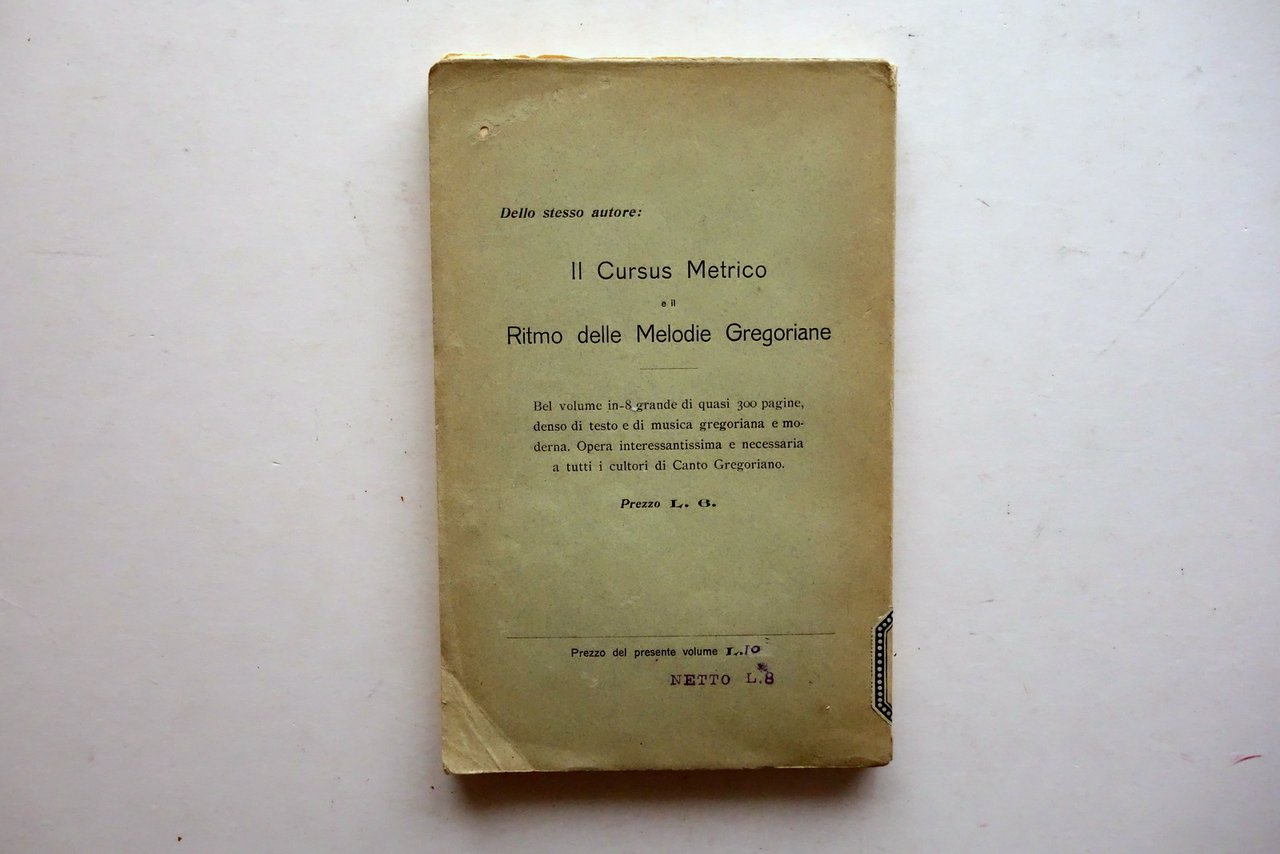 Dello stesso autore:
Il Cursus Metrico
e il
Ritmo delle Melodie Gregoriane
Bel volume in-8 grande di quasi 300 pagine,
denso di testo e di musica gregoriana e mo-
derna. Opera interessantissima e necessaria
a tutti i cultori di Canto Gregoriano.
Prezzo L. 6.
Prezzo del presente volume L. 10
NETTO L. 8